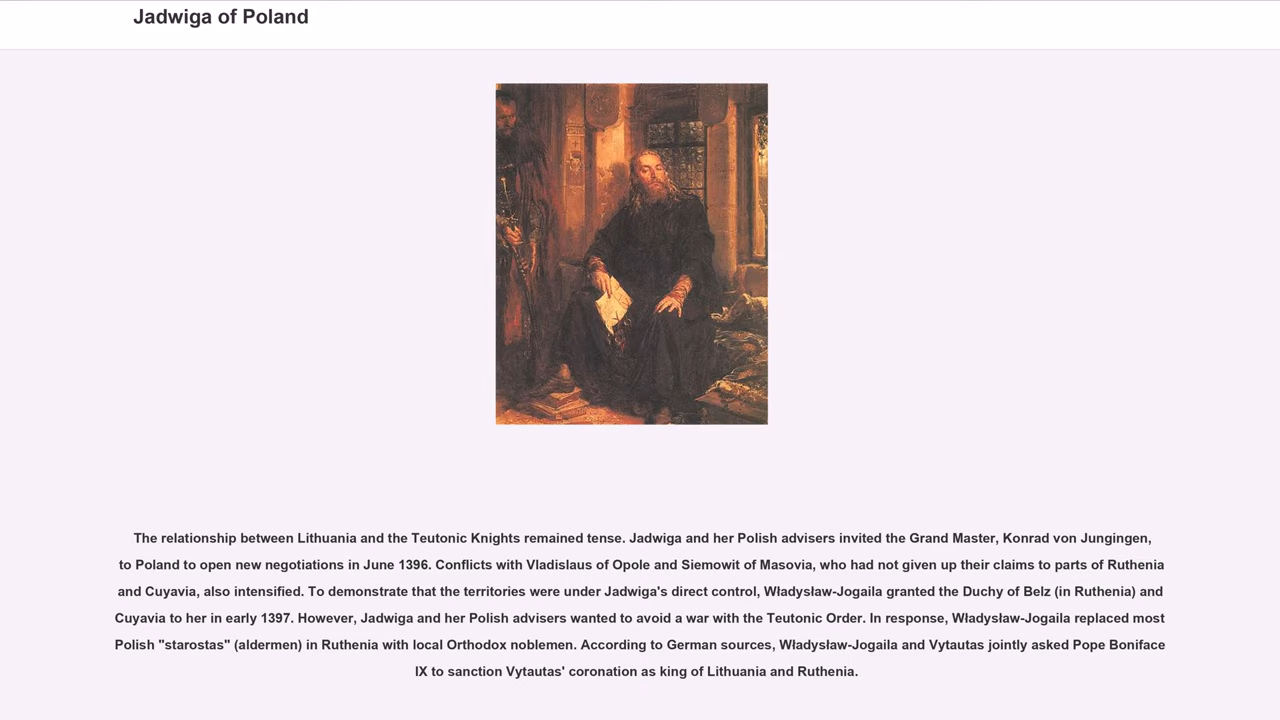 Jadwiga of Poland
The relationship between Lithuania and the Teutonic Knights remained tense. Jadwiga and her Polish advisers invited the Grand Master, Konrad von Jungingen,
to Poland to open new negotiations in June 1396. Conflicts with Vladislaus of Opole and Siemowit of Masovia, who had not given up their claims to parts of Ruthenia
and Cuyavia, also intensified. To demonstrate that the territories were under Jadwiga's direct control, Władysław-Jogaila granted the Duchy of Belz (in Ruthenia) and
Cuyavia to her in early 1397. However, Jadwiga and her Polish advisers wanted to avoid a war with the Teutonic Order. In response, Władysław-Jogaila replaced most
Polish "starostas" (aldermen) in Ruthenia with local Orthodox noblemen. According to German sources, Władysław-Jogaila and Vytautas jointly asked Pope Boniface
IX to sanction Vytautas' coronation as king of Lithuania and Ruthenia.